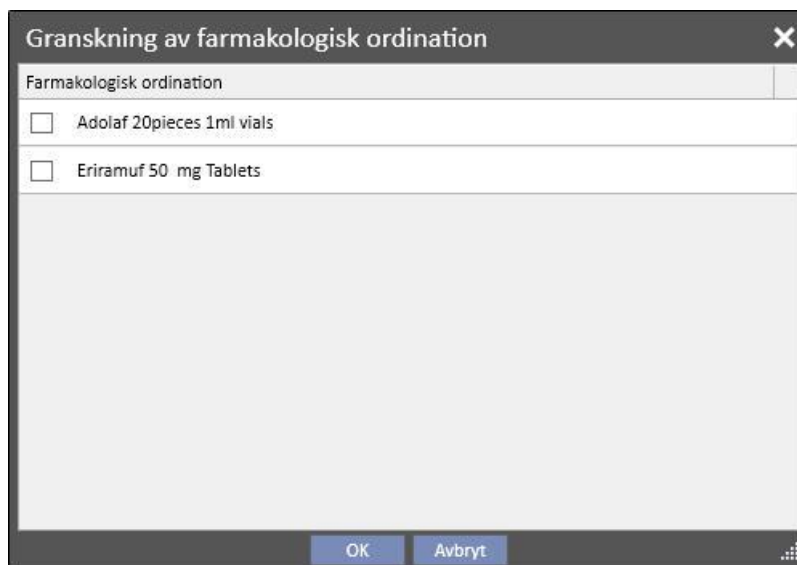 Granskning av farmakologisk ordination
Farmakologisk ordination
Adolaf 20pieces 1ml vials
Eriramuf 50 mg Tablets
OK Avbryt